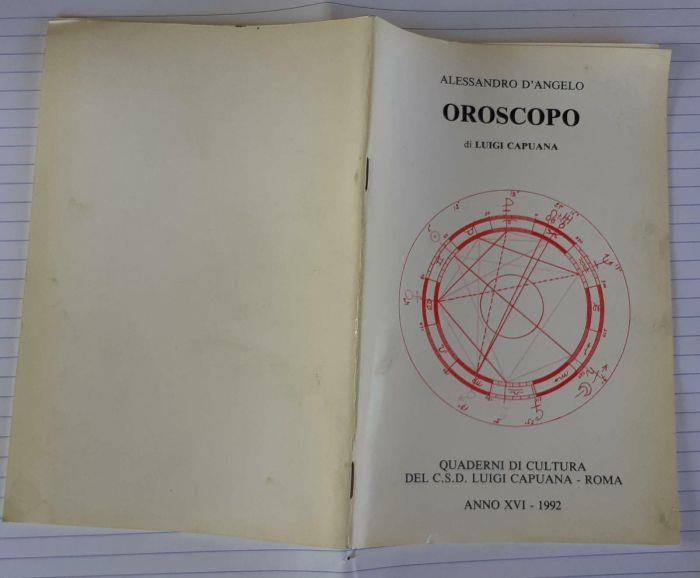 ALESSANDRO D'ANGELO
OROSCOPO
di LUIGI CAPUANA
QUADERNI DI CULTURA
DEL C.S.D. LUIGI CAPUANA - ROMA
ANNO XVI - 1992